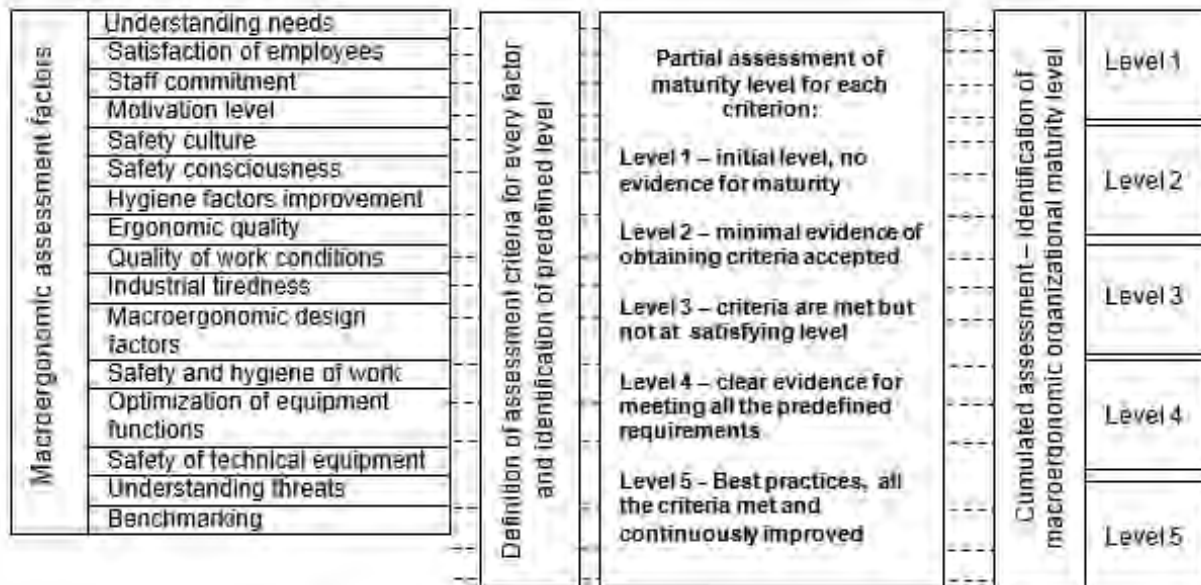 Macroergonomic assessment factors
Understanding needs
Satisfaction of employees
Staff commitment
Motivation level
Safety culture
Safety consciousness
Hygiene factors improvement
Ergonomic quality
Quality of work conditions
Industrial tiredness
Macroergonomic design
factors
Safety and hygiene of work
Optimization of equipment
functions
Safety of technical equipment
Understanding threats
Benchmarking
Definition of assessment criteria for every factor
and identification of predefined level
Partial assessment of
maturity level for each
criterion:
Level 1 – initial level, no
evidence for maturity
Level 2 – minimal evidence of
obtaining criteria accepted
Level 3 – criteria are met but
not at satisfying level
Level 4 – clear evidence for
meeting all the predefined
requirements
Level 5 – Best practices, all
the criteria met and
continuously improved
Cumulated assessment – identification of
macroergonomic organizational maturity level
Level 1
Level 2
Level 3
Level 4
Level 5